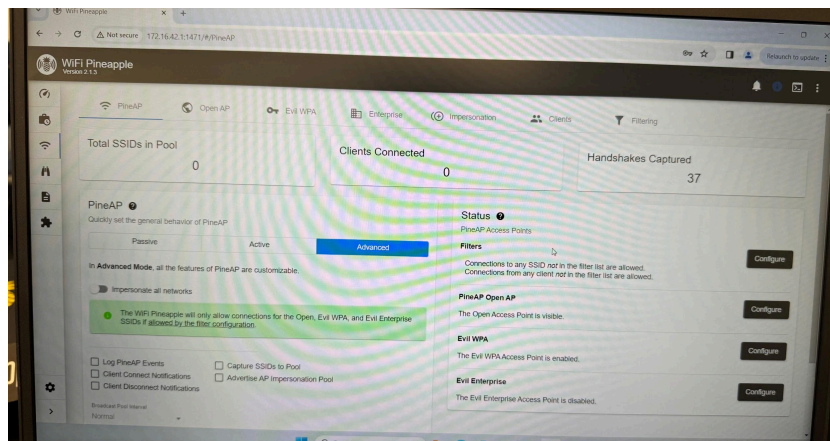 WiFi Pineapple
Not secure 172.16.42.1:1471/#/PineAP
Relaunch to update
WiFi Pineapple
Version 2.1.3
PineAP
Open AP
Evil WPA
Enterprise
Impersonation
Clients
Filtering
Total SSIDs in Pool
0
Clients Connected
0
Handshakes Captured
37
PineAP
Quickly set the general behavior of PineAP
Passive
Active
Advanced
In Advanced Mode, all the features of PineAP are customizable.
Impersonate all networks
The WiFi Pineapple will only allow connections for the Open, Evil WPA, and Evil Enterprise
SSIDs if allowed by the filter configuration.
Log PineAP Events
Client Connect Notifications
Client Disconnect Notifications
Capture SSIDs to Pool
Advertise AP Impersonation Pool
Broadcast Pool Interval
Normal
Status
PineAP Access Points
Filters
Connections to any SSID not in the filter list are allowed.
Connections from any client not in the filter list are allowed.
Configure
PineAP Open AP
The Open Access Point is visible.
Configure
Evil WPA
The Evil WPA Access Point is enabled.
Configure
Evil Enterprise
The Evil Enterprise Access Point is disabled.
Configure